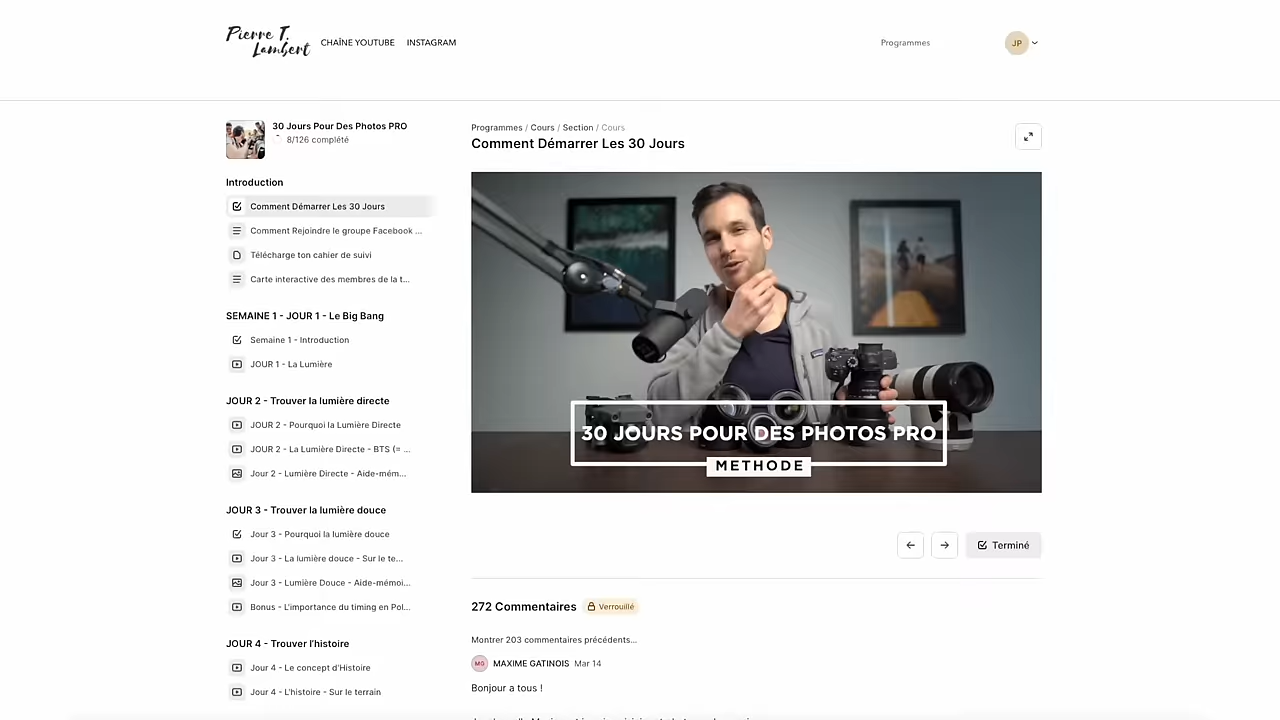 Pierre T. Lambert
CHAÎNE YOUTUBE
INSTAGRAM
Programmes
JP
30 Jours Pour Des Photos PRO
8/126 complété
Introduction
Comment Démarrer Les 30 Jours
Comment Rejoindre le groupe Facebook ...
Télécharge ton cahier de suivi
Carte interactive des membres de la t...
SEMAINE 1 - JOUR 1 - Le Big Bang
Semaine 1 - Introduction
JOUR 1 - La Lumière
JOUR 2 - Trouver la lumière directe
JOUR 2 - Pourquoi la Lumière Directe
JOUR 2 - La Lumière Directe - BTS (= ...
Jour 2 - Lumière Directe - Aide-mém...
JOUR 3 - Trouver la lumière douce
Jour 3 - Pourquoi la lumière douce
Jour 3 - La lumière douce - Sur le te...
Jour 3 - Lumière Douce - Aide-mémoi...
Bonus - L'importance du timing en Pol...
JOUR 4 - Trouver l'histoire
Jour 4 - Le concept d'Histoire
Jour 4 - L'histoire - Sur le terrain
Programmes / Cours / Section / Cours
Comment Démarrer Les 30 Jours
30 JOURS POUR DES PHOTOS PRO
METHODE
Terminé
272 Commentaires
Verrouillé
Montrer 203 commentaires précédents...
MG MAXIME GATINOIS Mar 14
Bonjour a tous !